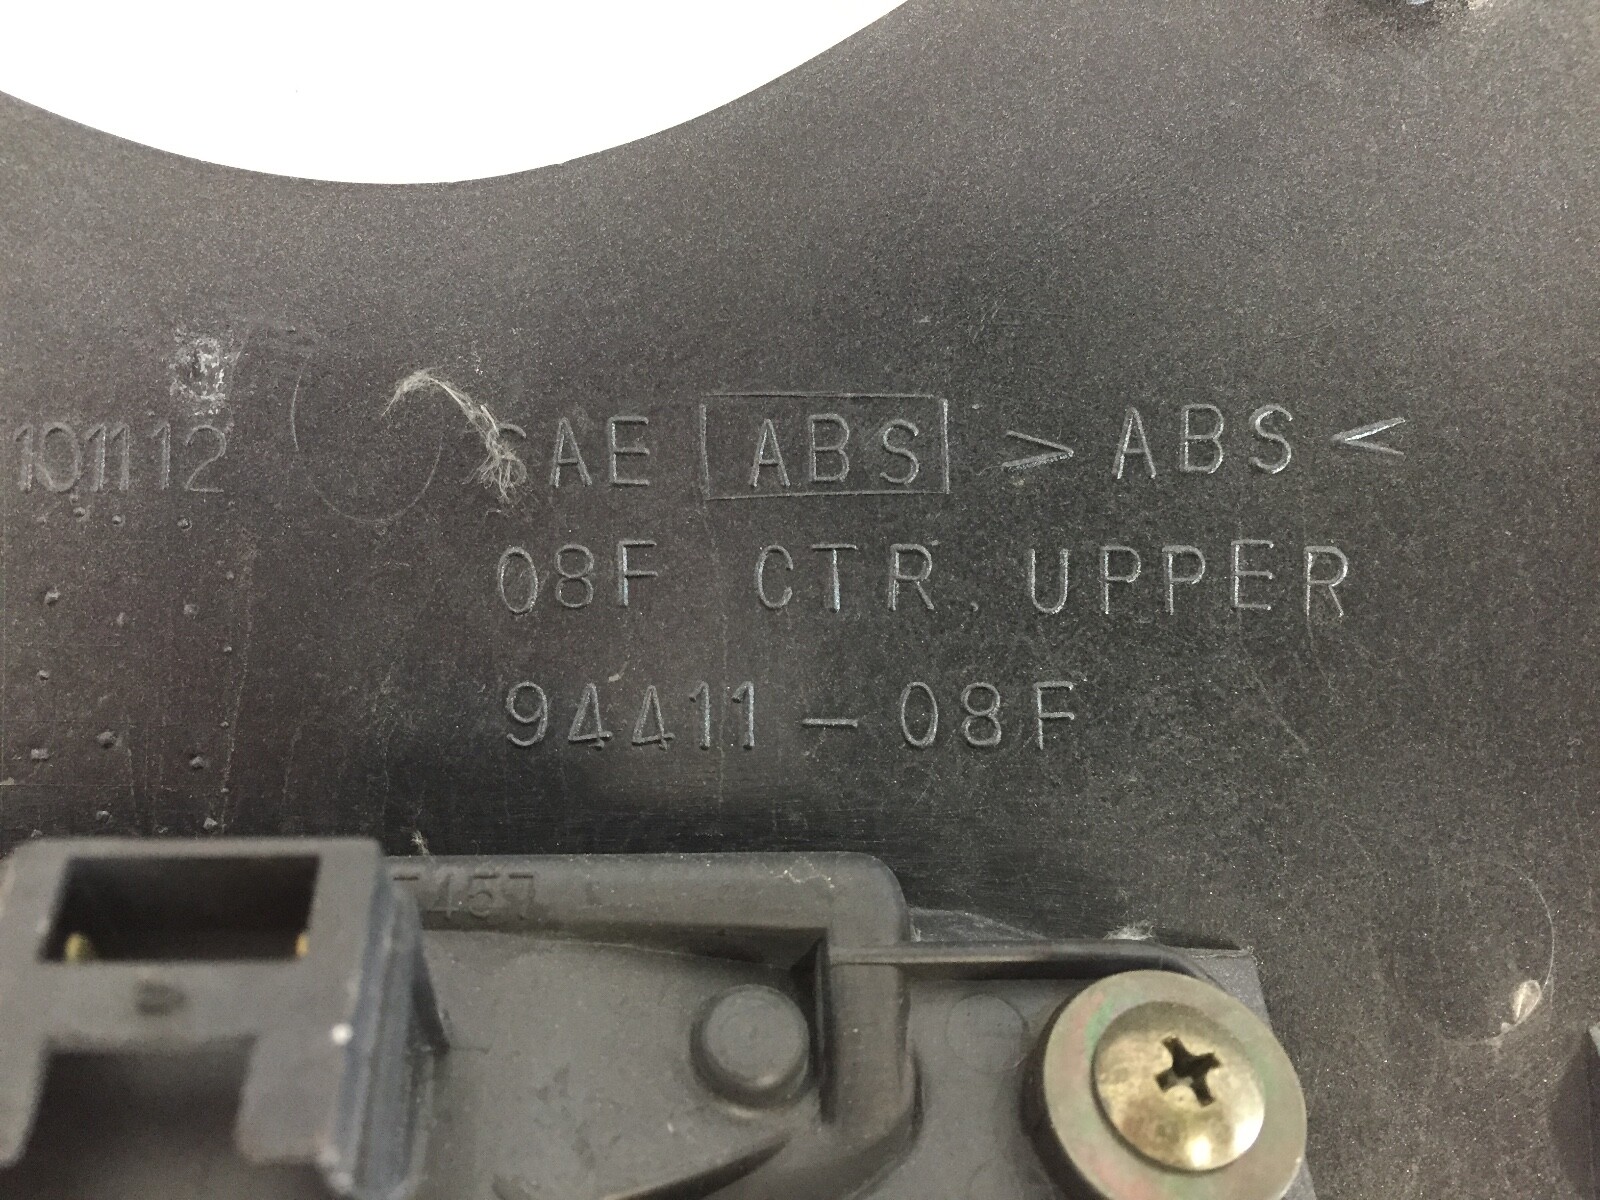 101112
SAE ABS > ABS <
08F CTR. UPPER
94411-08F